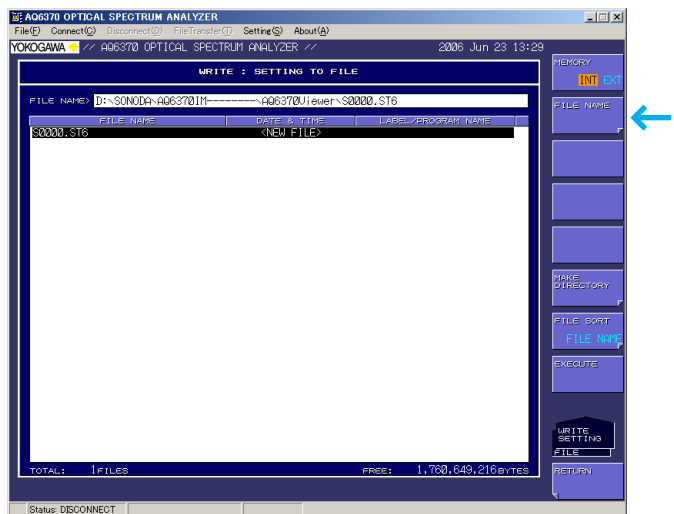 AQ6370 OPTICAL SPECTRUM ANALYZER
File(F) Connect(C) Disconnect(D) FileTransfer(T) Setting(S) About(A)
YOKOGAWA // AQ6370 OPTICAL SPECTRUM ANALYZER // 2006 Jun 23 13:29
WRITE : SETTING TO FILE
FILE NAME> D:\SONODA\AQ6370IM--------\AQ6370Viewer\S0000.ST6
FILE NAME DATE & TIME LABEL/PROGRAM NAME
S0000.ST6 <NEW FILE>
TOTAL: 1FILES FREE: 1,760,649,216BYTES
MEMORY
INT EXT
FILE NAME
MAKE
DIRECTORY
FILE SORT
FILE NAME
EXECUTE
WRITE
SETTING
FILE
RETURN
Status: DISCONNECT